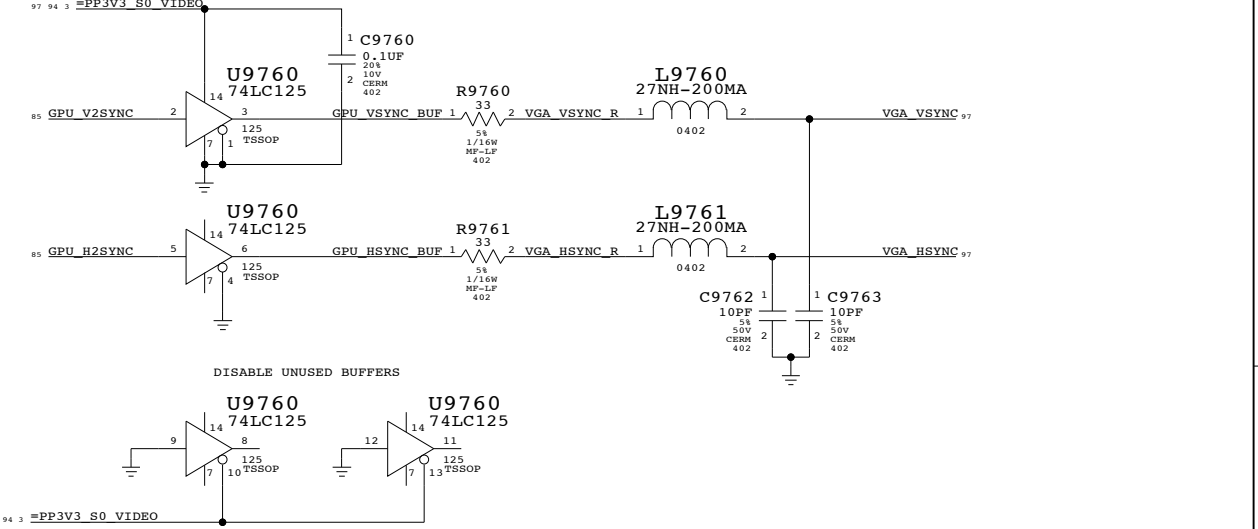 97 94 3 =PP3V3_S0_VIDEO
1 C9760
0.1UF
20%
10V
2 CERM
402
U9760
74LC125
14
85 GPU_V2SYNC 2 3 GPU_VSYNC_BUF 1 R9760 2 VGA_VSYNC_R 1 L9760 2 VGA_VSYNC 97
33
27NH-200MA
5%
1/16W
MF-LF
402
0402
125
7 1 TSSOP
U9760
74LC125
14
85 GPU_H2SYNC 5 6 GPU_HSYNC_BUF 1 R9761 2 VGA_HSYNC_R 1 L9761 2 VGA_HSYNC 97
33
27NH-200MA
5%
1/16W
MF-LF
402
0402
125
7 4 TSSOP
C9762 1
10PF
5%
50V
CERM 2
402
1 C9763
10PF
5%
50V
2 CERM
402
DISABLE UNUSED BUFFERS
U9760
74LC125
14
9 8
125
7 10 TSSOP
U9760
74LC125
14
12 11
125
7 13 TSSOP
94 3 =PP3V3_S0_VIDEO